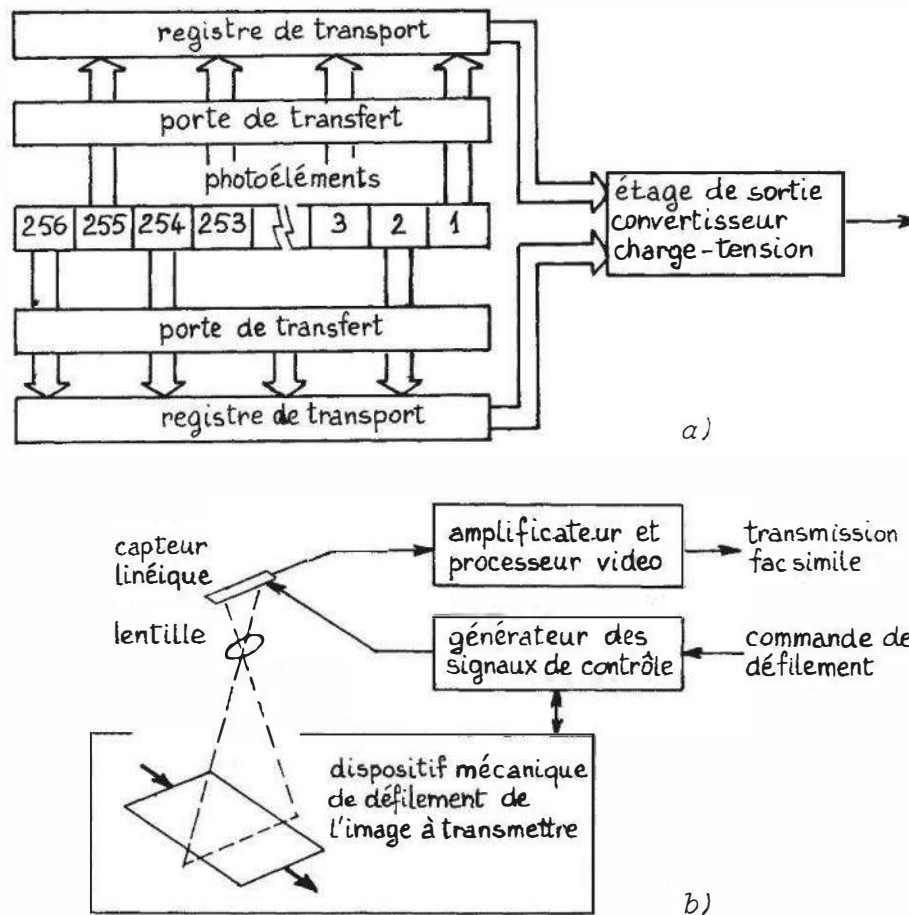 registre de transport
porte de transfert
photoéléments
256 255 254 253 3 2 1
étage de sortie
convertisseur
charge-tension
porte de transfert
registre de transport
a)
capteur
linéique
lentille
amplificateur et
processeur video
transmission
fac simile
générateur des
signaux de contrôle
commande de
défilement
dispositif mécanique
de défilement de
l'image à transmettre
b)